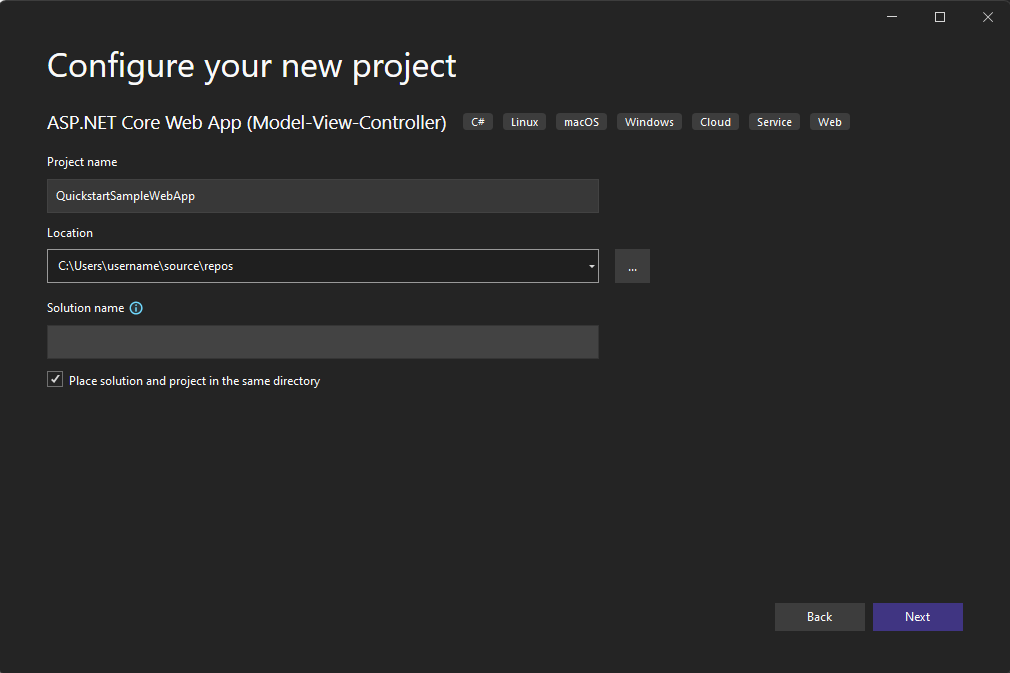 Configure your new project
ASP.NET Core Web App (Model-View-Controller) C# Linux macOS Windows Cloud Service Web
Project name
QuickstartSampleWebApp
Location
C:\Users\username\source\repos ...
Solution name
Place solution and project in the same directory
Back Next